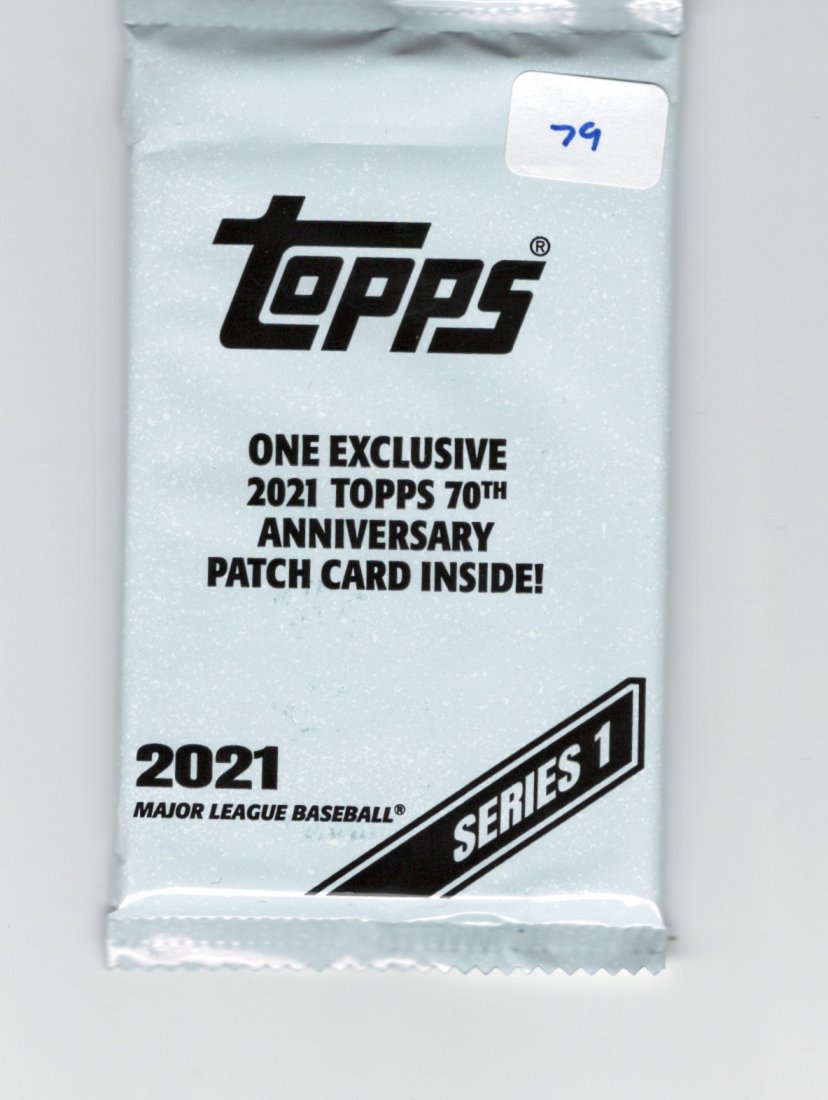 79
TOPPS®
ONE EXCLUSIVE
2021 TOPPS 70TH
ANNIVERSARY
PATCH CARD INSIDE!
2021
MAJOR LEAGUE BASEBALL®
SERIES 1